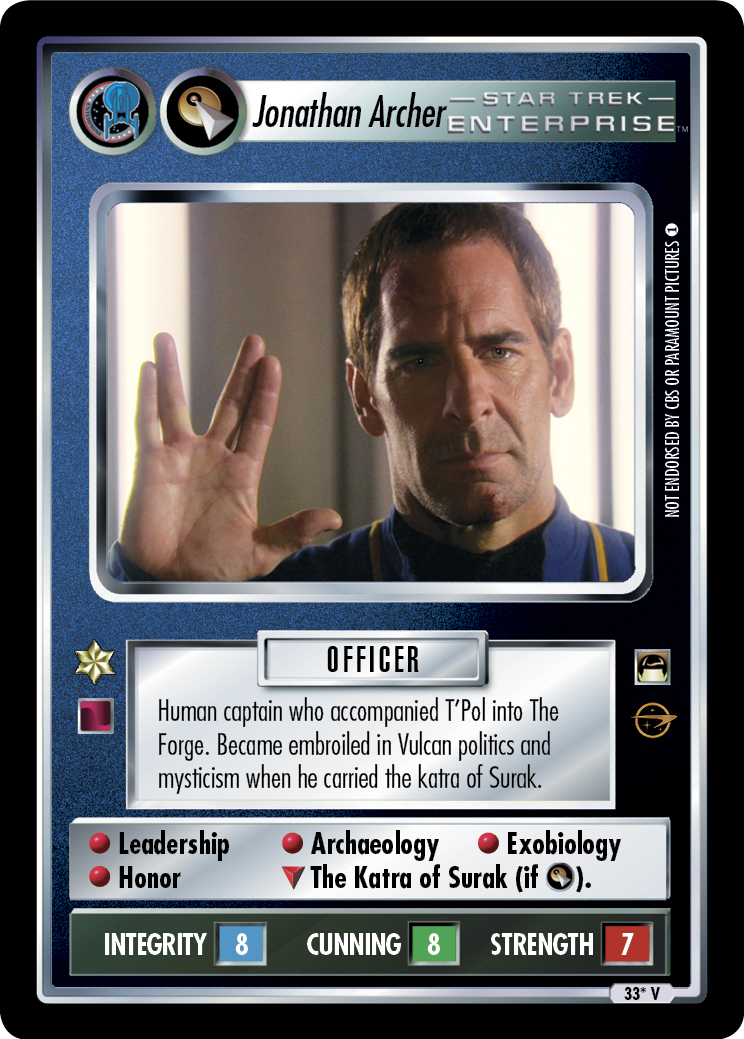 Jonathan Archer
STAR TREK
ENTERPRISE™
NOT ENDORSED BY CBS OR PARAMOUNT PICTURES 1
OFFICER
Human captain who accompanied T'Pol into The
Forge. Became embroiled in Vulcan politics and
mysticism when he carried the katra of Surak.
Leadership Archaeology Exobiology
Honor The Katra of Surak (if ).
INTEGRITY 8 CUNNING 8 STRENGTH 7
33* V